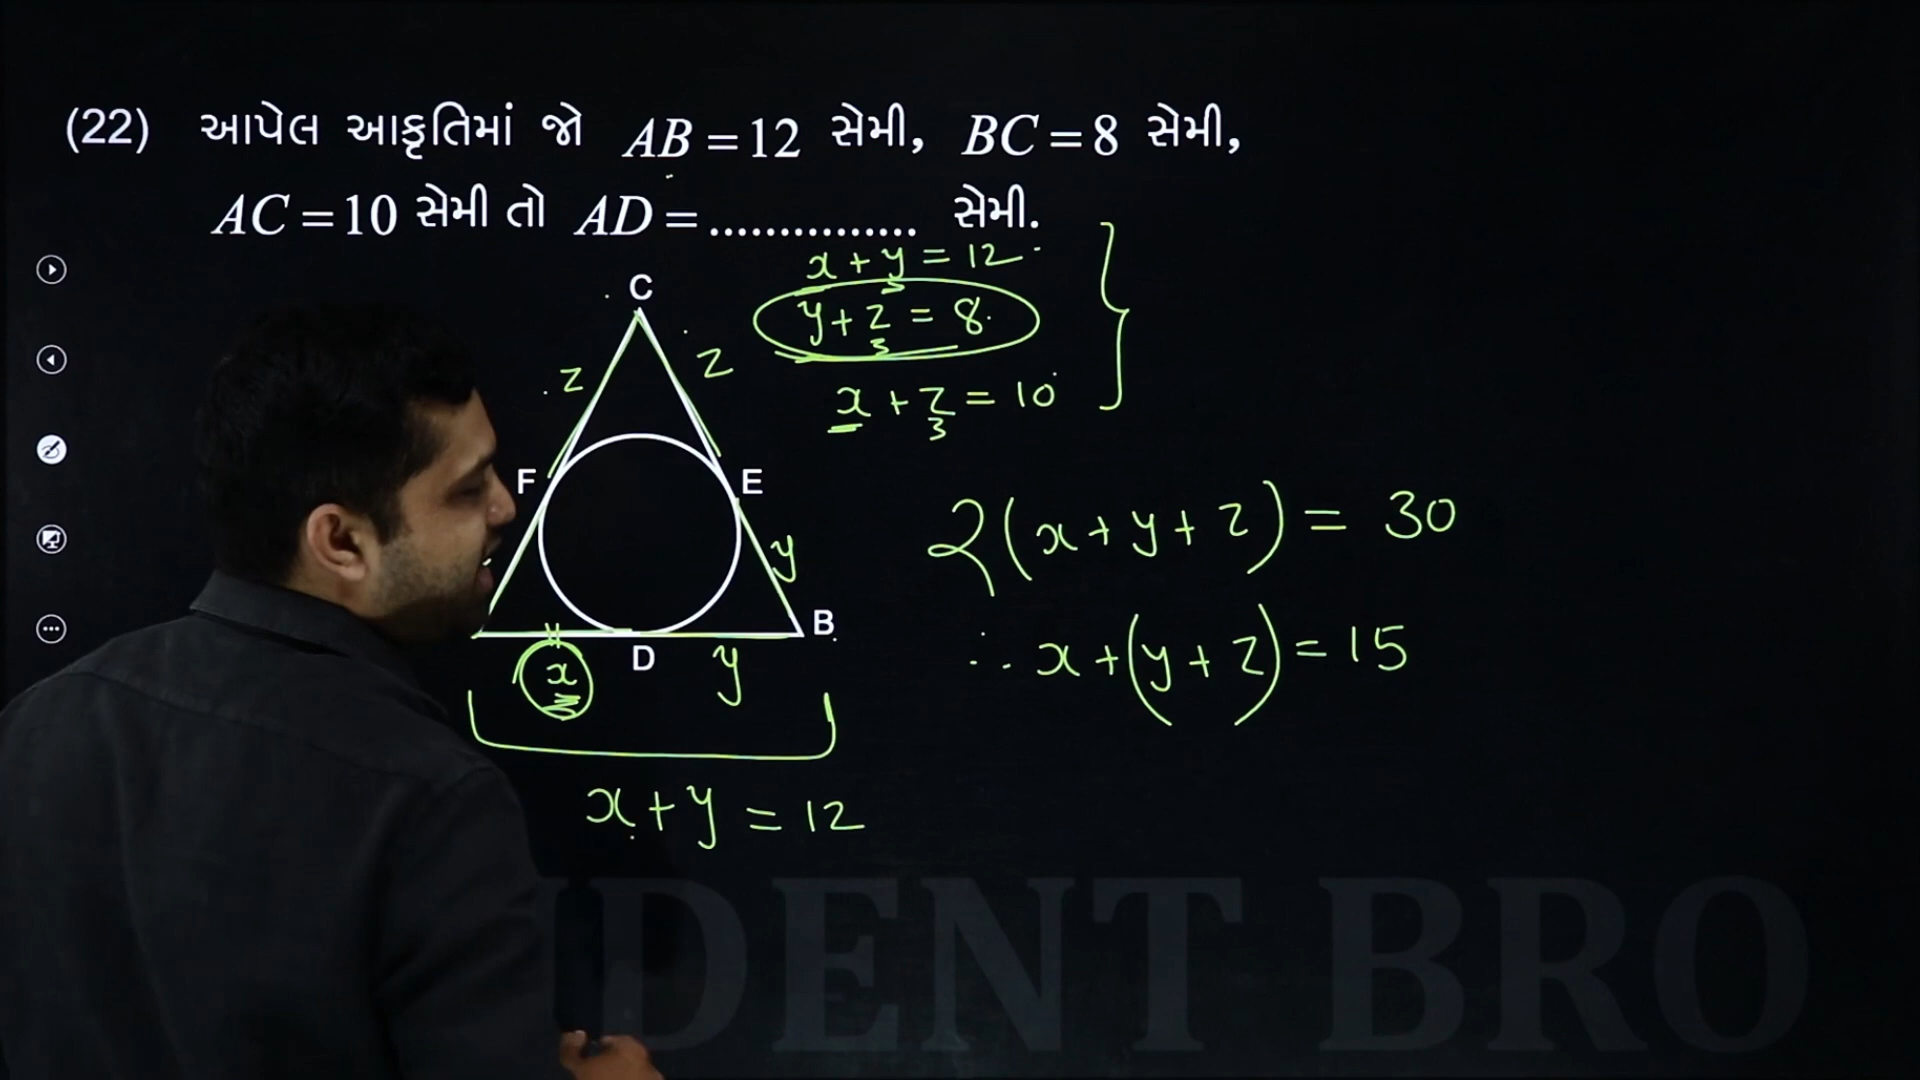 (22) આપેલ આકૃતિમાં જો AB = 12 સેમી, BC = 8 સેમી,
AC = 10 સેમી તો AD = ............... સેમી.
x + y = 12
y + z = 8
x + z = 10
C
z
z
F
E
y
B
D
x
y
x + y = 12
2(x + y + z) = 30
∴ x + (y + z) = 15
DENT BRO